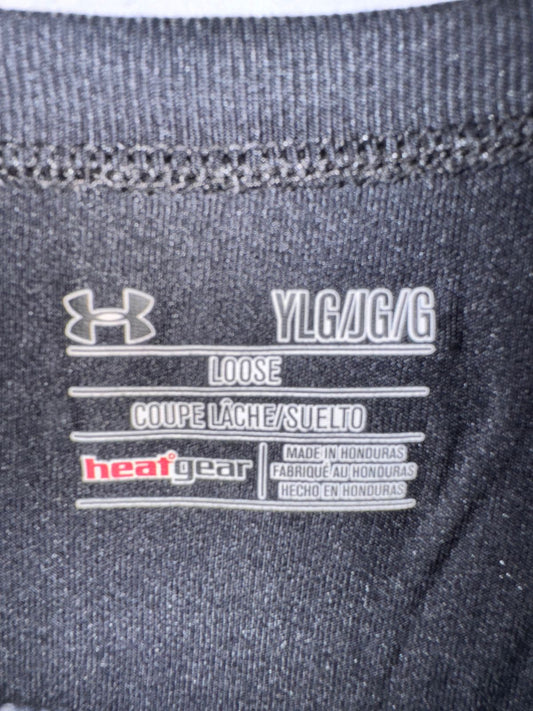 YLG/JG/G
LOOSE
COUPE LÂCHE/SUELTO
heatgear
MADE IN HONDURAS
FABRIQUÉ AU HONDURAS
HECHO EN HONDURAS